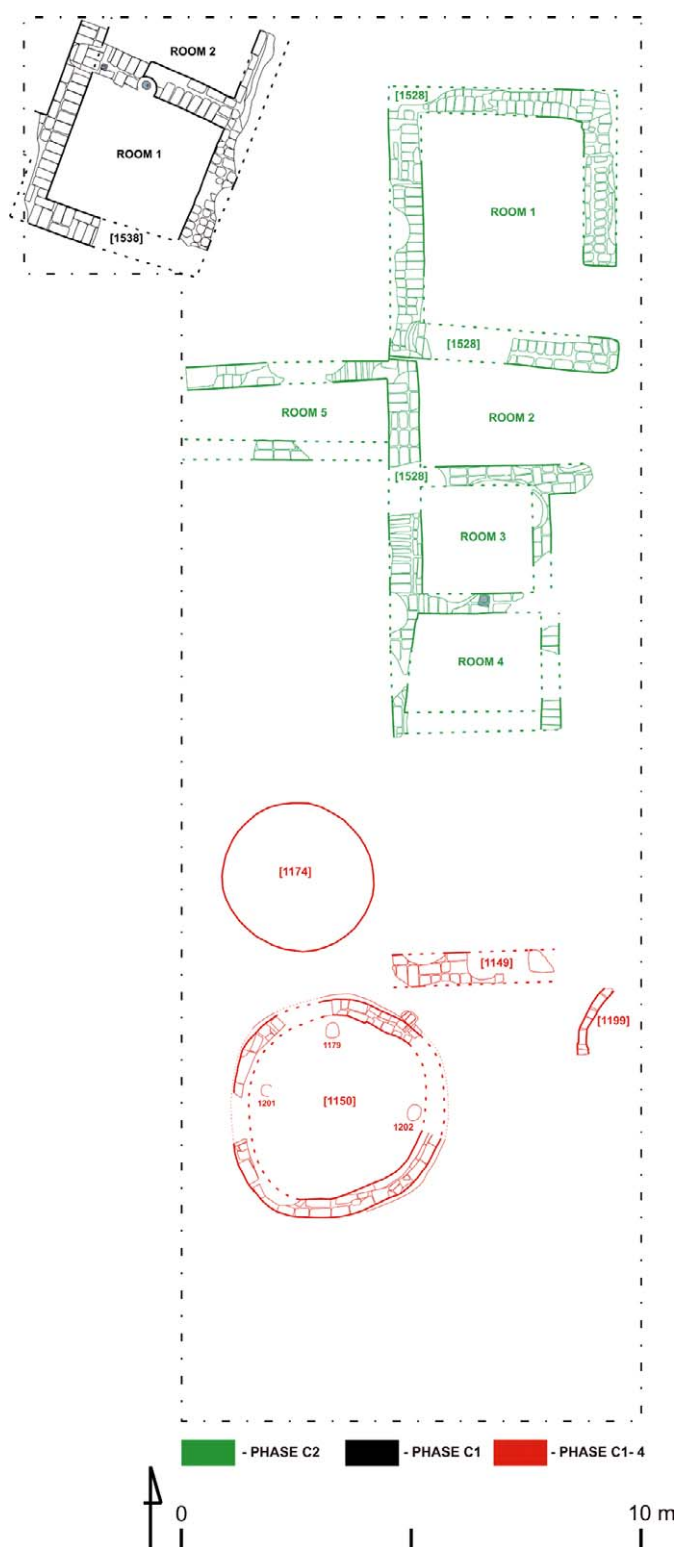 ROOM 2
ROOM 1
[1538]
[1528]
ROOM 1
[1528]
ROOM 5
ROOM 2
[1528]
ROOM 3
ROOM 4
[1174]
[1149]
[1199]
1179
1201
[1150]
1202
- PHASE C2 - PHASE C1 - PHASE C1- 4
0 10 m